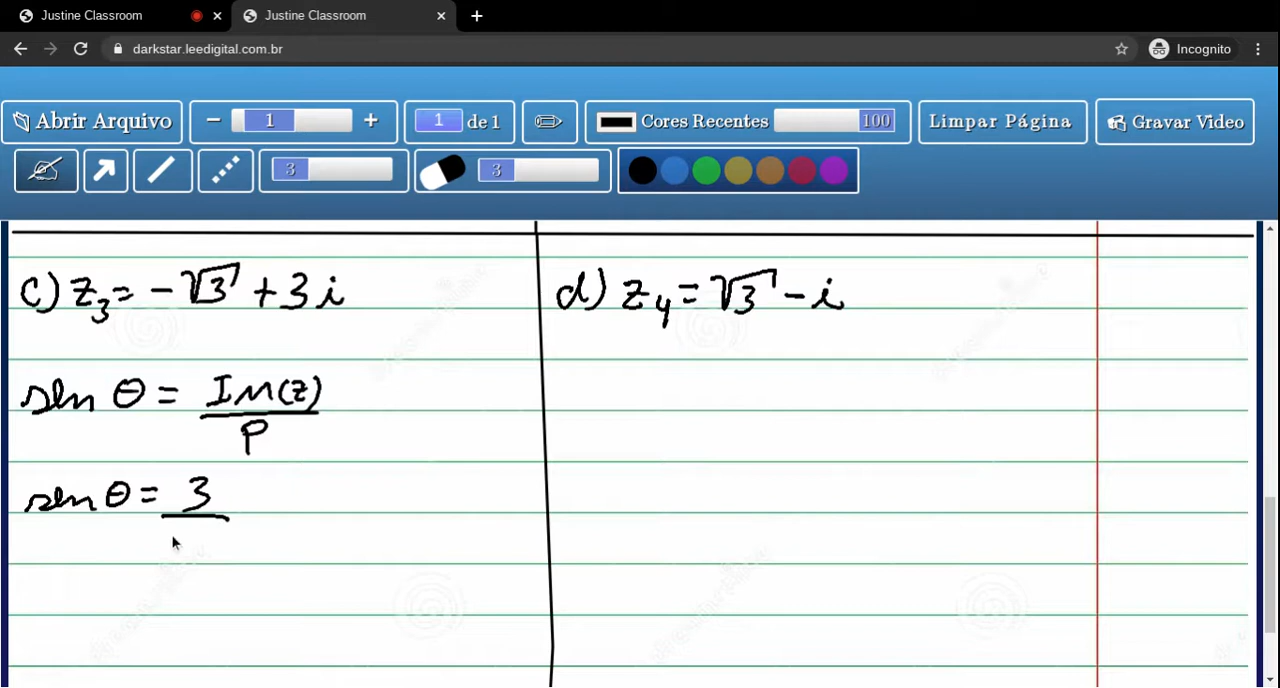 Justine Classroom
Justine Classroom
darkstar.leedigital.com.br
Incognito
Abrir Arquivo
− 1 +
1 de 1
Cores Recentes 100
Limpar Página
Gravar Video
3
3
c) z₃ = -√3 + 3i
d) z₄ = √3 - i
sen θ = Im(z)
ρ
sen θ = 3